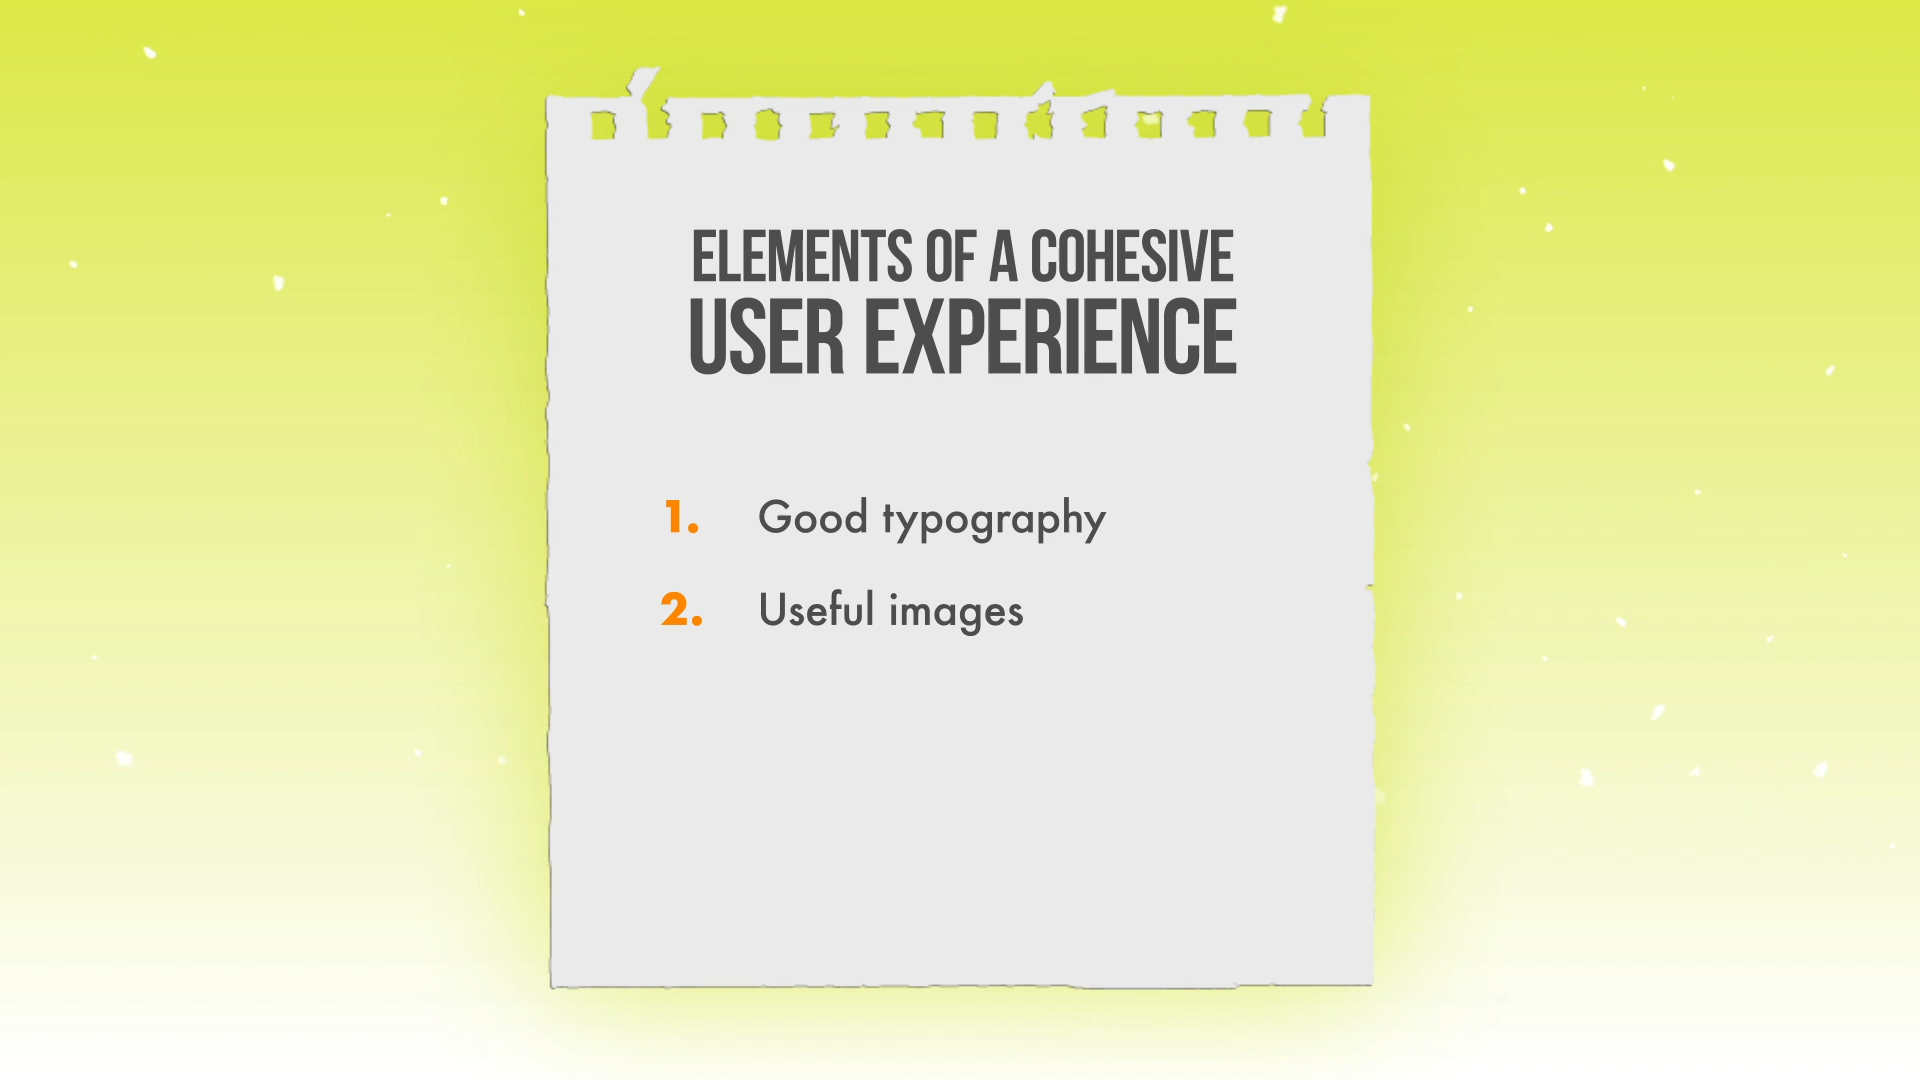 ELEMENTS OF A COHESIVE
USER EXPERIENCE
1. Good typography
2. Useful images